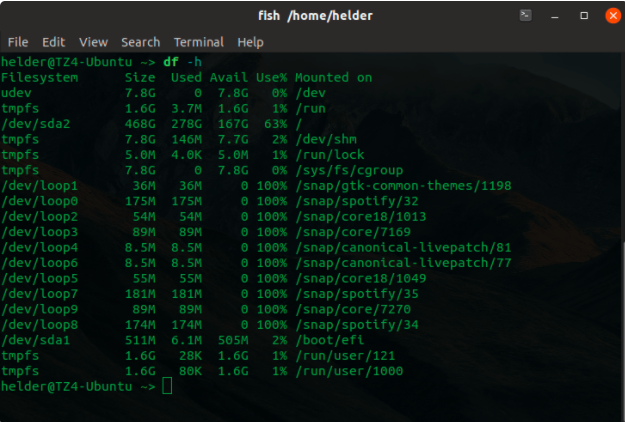 fish /home/helder
File Edit View Search Terminal Help
helder@TZ4-Ubuntu ~> df -h
Filesystem Size Used Avail Use% Mounted on
udev 7.8G 0 7.8G 0% /dev
tmpfs 1.6G 3.7M 1.6G 1% /run
/dev/sda2 468G 278G 167G 63% /
tmpfs 7.8G 146M 7.7G 2% /dev/shm
tmpfs 5.0M 4.0K 5.0M 1% /run/lock
tmpfs 7.8G 0 7.8G 0% /sys/fs/cgroup
/dev/loop1 36M 36M 0 100% /snap/gtk-common-themes/1198
/dev/loop0 175M 175M 0 100% /snap/spotify/32
/dev/loop2 54M 54M 0 100% /snap/core18/1013
/dev/loop3 89M 89M 0 100% /snap/core/7169
/dev/loop4 8.5M 8.5M 0 100% /snap/canonical-livepatch/81
/dev/loop6 8.5M 8.5M 0 100% /snap/canonical-livepatch/77
/dev/loop5 55M 55M 0 100% /snap/core18/1049
/dev/loop7 181M 181M 0 100% /snap/spotify/35
/dev/loop9 89M 89M 0 100% /snap/core/7270
/dev/loop8 174M 174M 0 100% /snap/spotify/34
/dev/sda1 511M 6.1M 505M 2% /boot/efi
tmpfs 1.6G 28K 1.6G 1% /run/user/121
tmpfs 1.6G 80K 1.6G 1% /run/user/1000
helder@TZ4-Ubuntu ~>